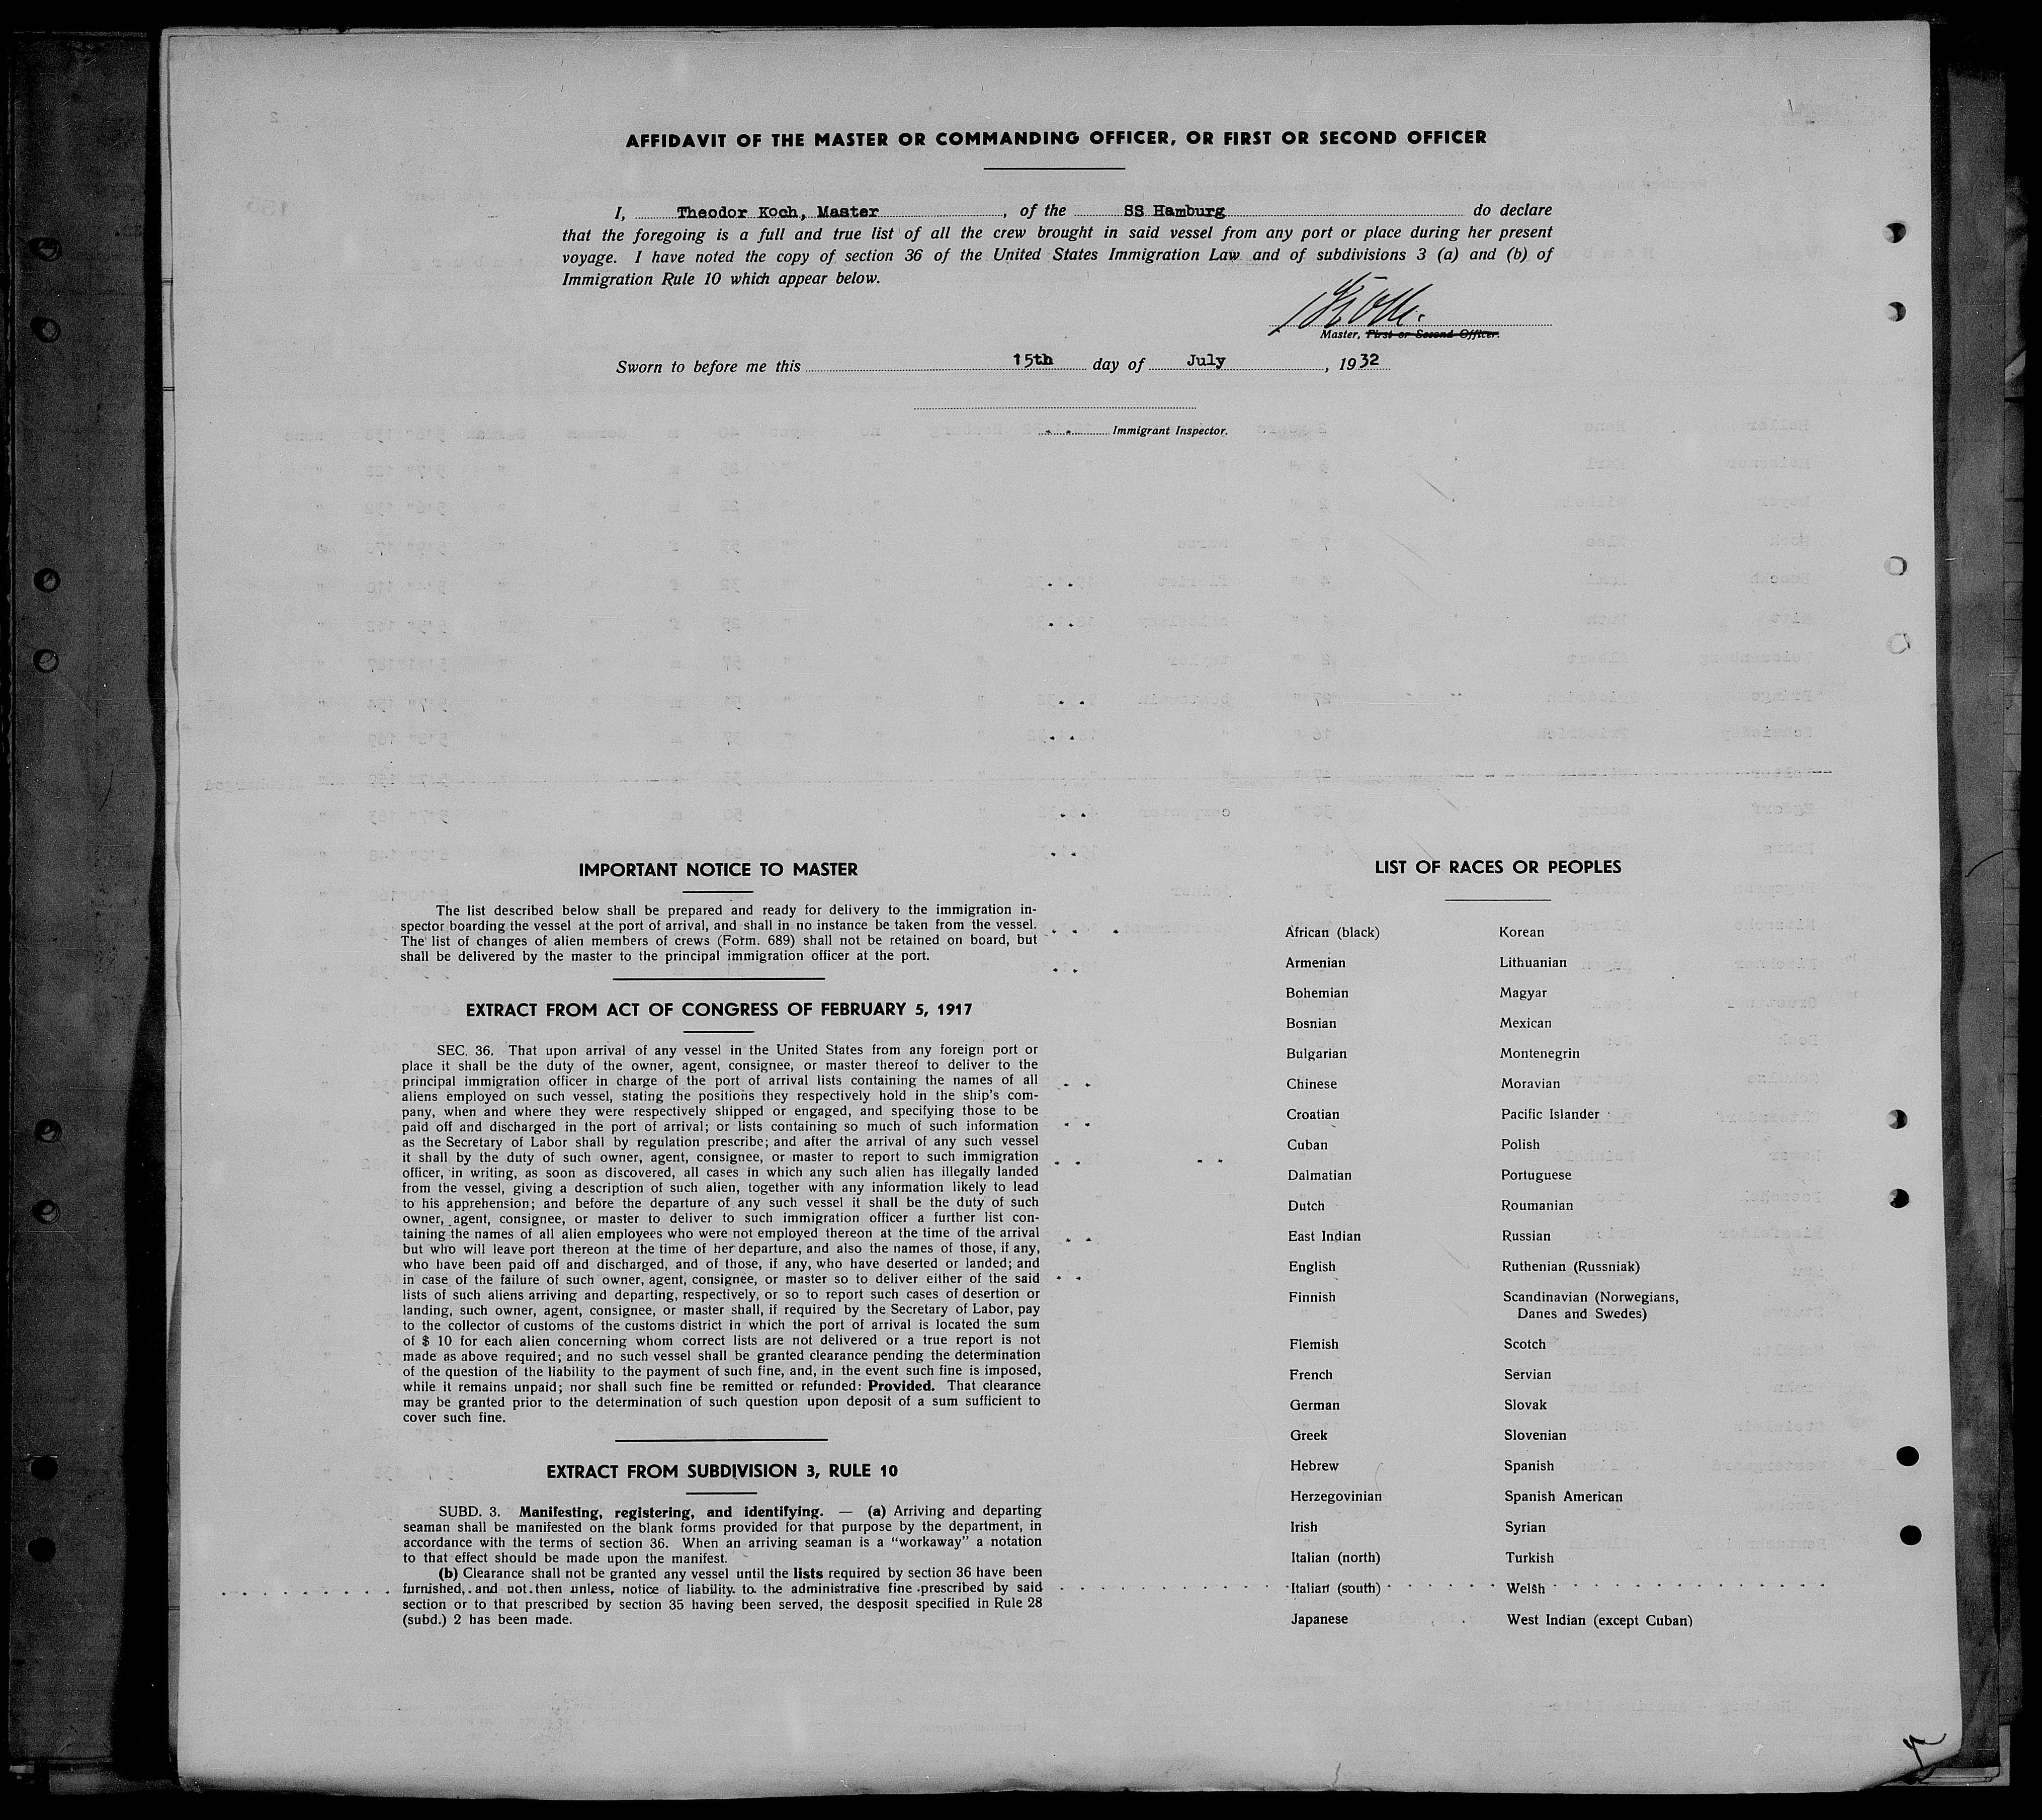 AFFIDAVIT OF THE MASTER OR COMMANDING OFFICER, OR FIRST OR SECOND OFFICER
I, Theodor Koch, Master, of the SS Hamburg do declare
that the foregoing is a full and true list of all the crew brought in said vessel from any port or place during her present
voyage. I have noted the copy of section 36 of the United States Immigration Law and of subdivisions 3 (a) and (b) of
Immigration Rule 10 which appear below.
Master, First or Second Officer.
Sworn to before me this 15th day of July, 1932
Immigrant Inspector.
IMPORTANT NOTICE TO MASTER
The list described below shall be prepared and ready for delivery to the immigration in-
spector boarding the vessel at the port of arrival, and shall in no instance be taken from the vessel.
The list of changes of alien members of crews (Form. 689) shall not be retained on board, but
shall be delivered by the master to the principal immigration officer at the port.
EXTRACT FROM ACT OF CONGRESS OF FEBRUARY 5, 1917
SEC. 36. That upon arrival of any vessel in the United States from any foreign port or
place it shall be the duty of the owner, agent, consignee, or master thereof to deliver to the
principal immigration officer in charge of the port of arrival lists containing the names of all
aliens employed on such vessel, stating the positions they respectively hold in the ship's com-
pany, when and where they were respectively shipped or engaged, and specifying those to be
paid off and discharged in the port of arrival; or lists containing so much of such information
as the Secretary of Labor shall by regulation prescribe; and after the arrival of any such vessel
it shall by the duty of such owner, agent, consignee, or master to report to such immigration
officer, in writing, as soon as discovered, all cases in which any such alien has illegally landed
from the vessel, giving a description of such alien, together with any information likely to lead
to his apprehension; and before the departure of any such vessel it shall be the duty of such
owner, agent, consignee, or master to deliver to such immigration officer a further list con-
taining the names of all alien employees who were not employed thereon at the time of the arrival
but who will leave port thereon at the time of her departure, and also the names of those, if any,
who have been paid off and discharged, and of those, if any, who have deserted or landed; and
in case of the failure of such owner, agent, consignee, or master so to deliver either of the said
lists of such aliens arriving and departing, respectively, or so to report such cases of desertion or
landing, such owner, agent, consignee, or master shall, if required by the Secretary of Labor, pay
to the collector of customs of the customs district in which the port of arrival is located the sum
of $ 10 for each alien concerning whom correct lists are not delivered or a true report is not
made as above required; and no such vessel shall be granted clearance pending the determination
of the question of the liability to the payment of such fine, and, in the event such fine is imposed,
while it remains unpaid; nor shall such fine be remitted or refunded: Provided. That clearance
may be granted prior to the determination of such question upon deposit of a sum sufficient to
cover such fine.
EXTRACT FROM SUBDIVISION 3, RULE 10
SUBD. 3. Manifesting, registering, and identifying. — (a) Arriving and departing
seaman shall be manifested on the blank forms provided for that purpose by the department, in
accordance with the terms of section 36. When an arriving seaman is a "workaway" a notation
to that effect should be made upon the manifest.
(b) Clearance shall not be granted any vessel until the lists required by section 36 have been
furnished, and not then unless, notice of liability to the administrative fine prescribed by said
section or to that prescribed by section 35 having been served, the desposit specified in Rule 28
(subd.) 2 has been made.
LIST OF RACES OR PEOPLES
African (black)
Armenian
Bohemian
Bosnian
Bulgarian
Chinese
Croatian
Cuban
Dalmatian
Dutch
East Indian
English
Finnish
Flemish
French
German
Greek
Hebrew
Herzegovinian
Irish
Italian (north)
Italian (south)
Japanese
Korean
Lithuanian
Magyar
Mexican
Montenegrin
Moravian
Pacific Islander
Polish
Portuguese
Roumanian
Russian
Ruthenian (Russniak)
Scandinavian (Norwegians,
Danes and Swedes)
Scotch
Servian
Slovak
Slovenian
Spanish
Spanish American
Syrian
Turkish
Welsh
West Indian (except Cuban)